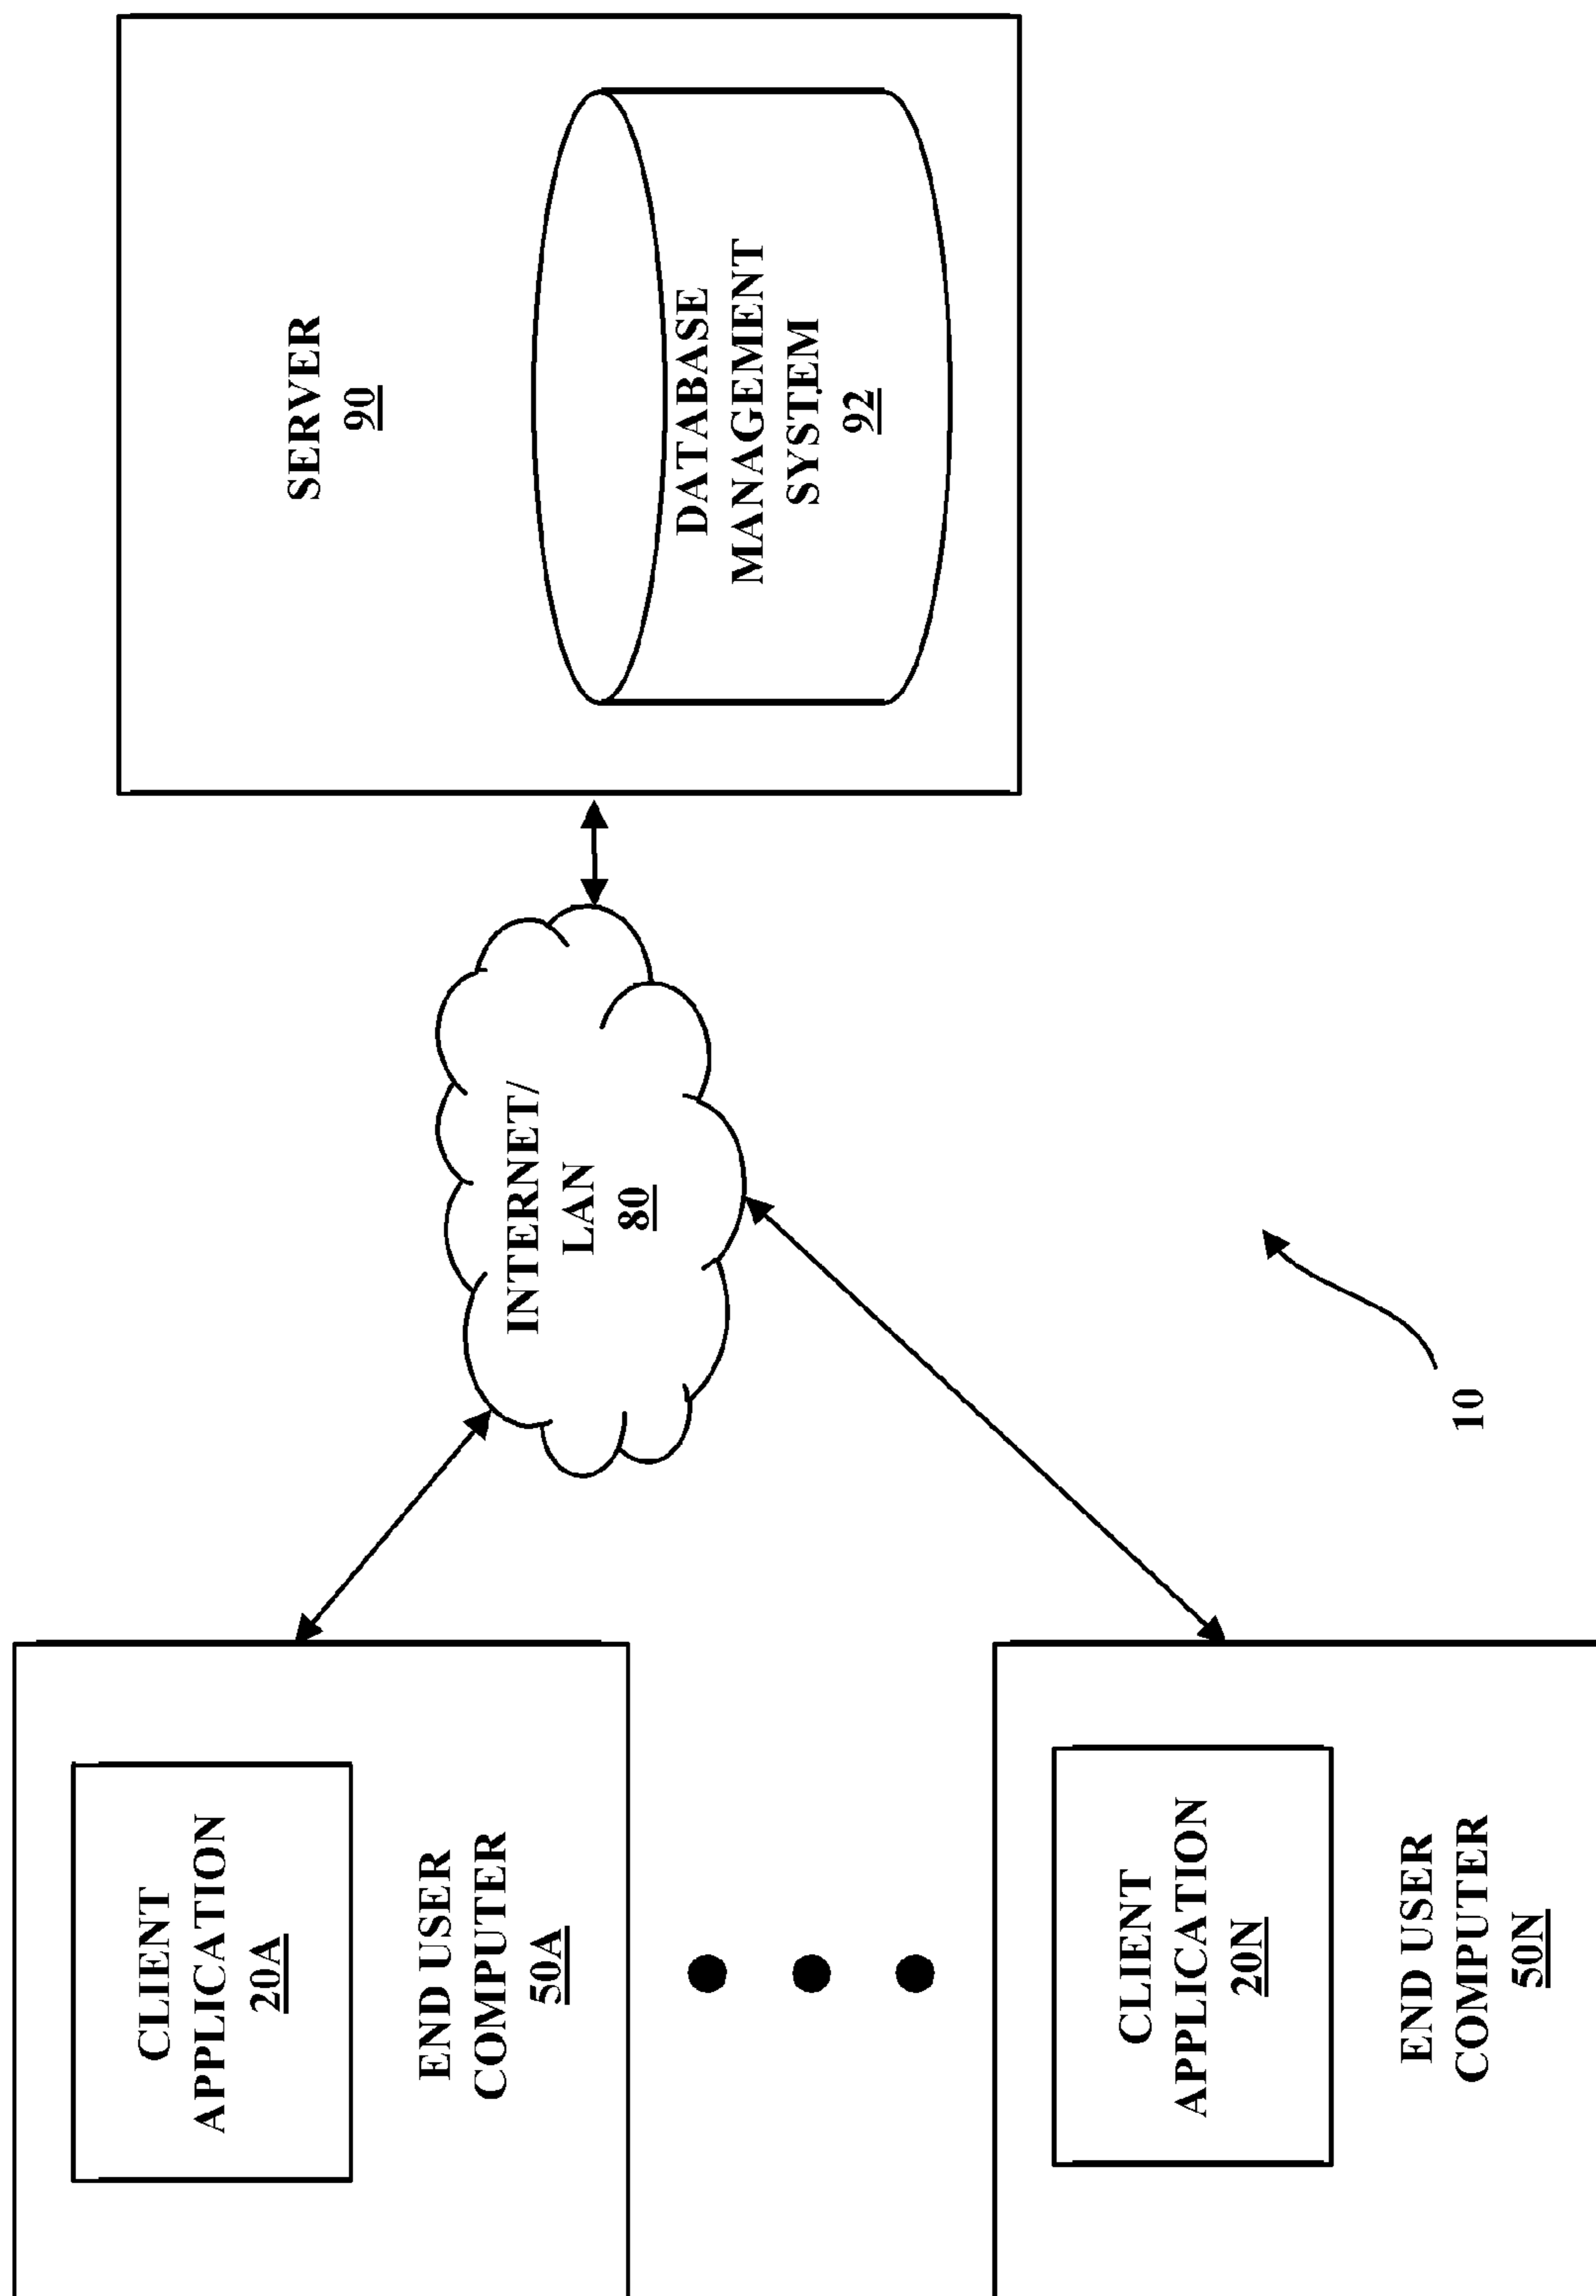 CLIENT
APPLICATION
20A
END USER
COMPUTER
50A
CLIENT
APPLICATION
20N
END USER
COMPUTER
50N
INTERNET/
LAN
80
10
SERVER
90
DATABASE
MANAGEMENT
SYSTEM
92